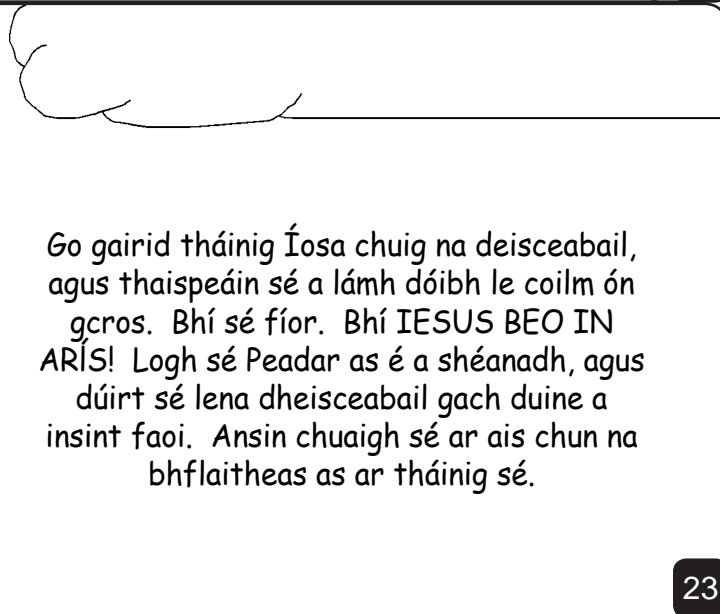 Go gairid tháinig Íosa chuig na deisceabail,
agus thaispeáin sé a lámh dóibh le coilm ón
gcros. Bhí sé fíor. Bhí IESUS BEO IN
ARÍS! Logh sé Peadar as é a shéanadh, agus
dúirt sé lena dheisceabail gach duine a
insint faoi. Ansin chuaigh sé ar ais chun na
bhflaitheas as ar tháinig sé.
23